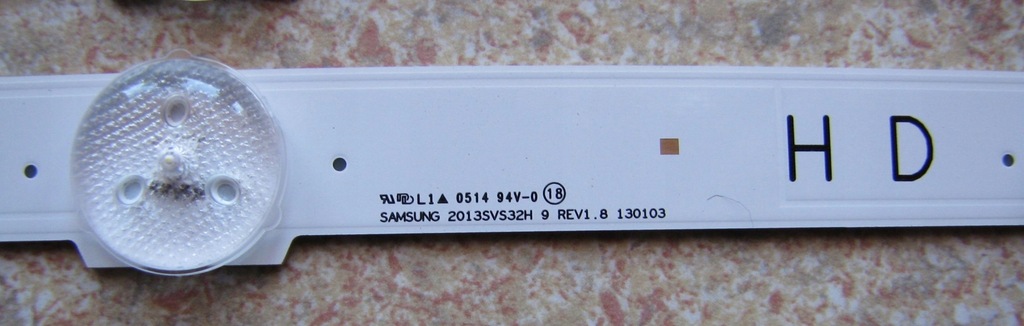 L1▲ 0514 94V-0 ⑱
SAMSUNG 2013SVS32H 9 REV1.8 130103
H D